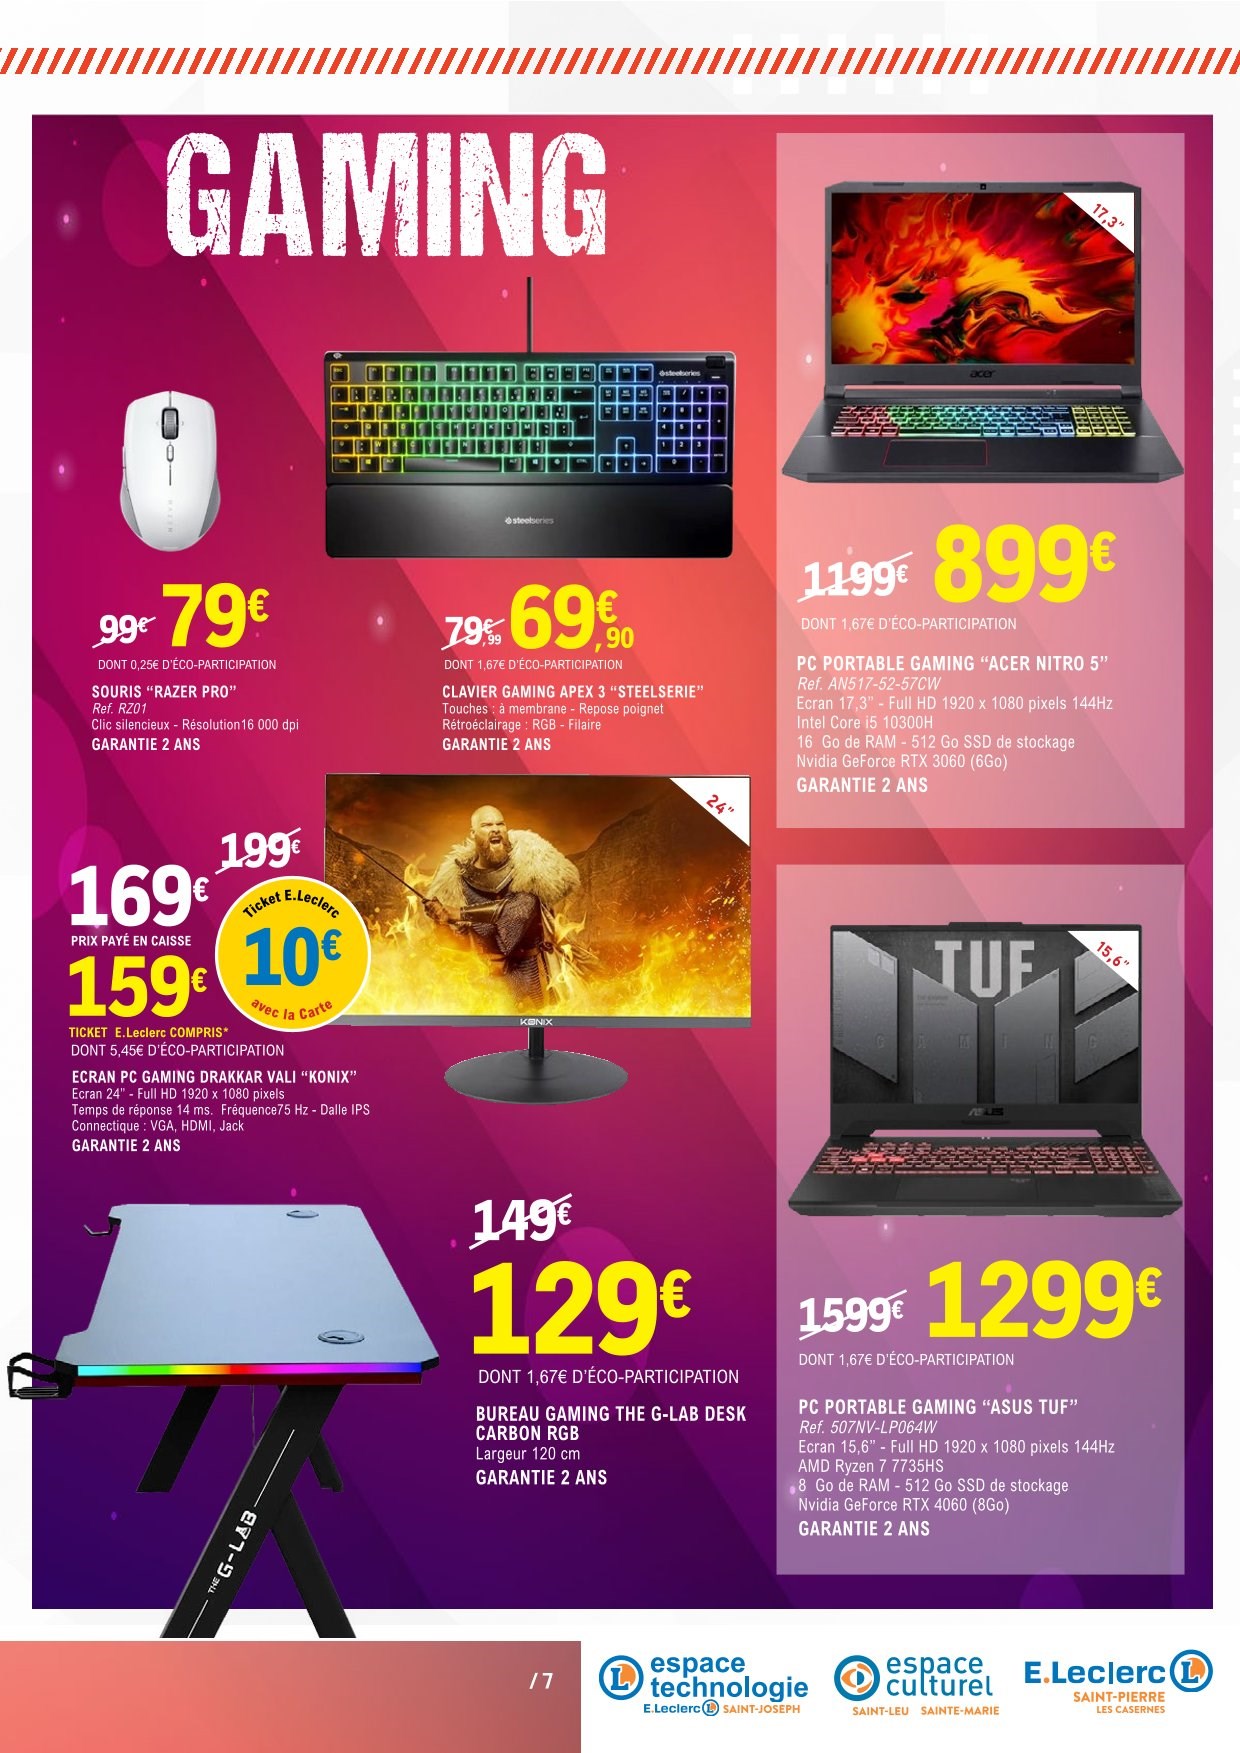 GAMING
17,3"
acer
steelseries
steelseries
RAZER
99€ 79€
DONT 0,25€ D'ÉCO-PARTICIPATION
SOURIS “RAZER PRO”
Ref. RZ01
Clic silencieux - Résolution16 000 dpi
GARANTIE 2 ANS
79€,99 69€,90
DONT 1,67€ D'ÉCO-PARTICIPATION
CLAVIER GAMING APEX 3 “STEELSERIE”
Touches : à membrane - Repose poignet
Rétroéclairage : RGB - Filaire
GARANTIE 2 ANS
1199€ 899€
DONT 1,67€ D'ÉCO-PARTICIPATION
PC PORTABLE GAMING “ACER NITRO 5”
Ref. AN517-52-57CW
Ecran 17,3” - Full HD 1920 x 1080 pixels 144Hz
Intel Core i5 10300H
16 Go de RAM - 512 Go SSD de stockage
Nvidia GeForce RTX 3060 (6Go)
GARANTIE 2 ANS
24"
199€
169€
PRIX PAYÉ EN CAISSE
159€
TICKET E.Leclerc COMPRIS*
Ticket E.Leclerc
10€
avec la Carte
KONIX
DONT 5,45€ D'ÉCO-PARTICIPATION
ECRAN PC GAMING DRAKKAR VALI “KONIX”
Ecran 24” - Full HD 1920 x 1080 pixels
Temps de réponse 14 ms. Fréquence75 Hz - Dalle IPS
Connectique : VGA, HDMI, Jack
GARANTIE 2 ANS
15,6"
TUF
GAMING
ASUS
149€
129€
DONT 1,67€ D'ÉCO-PARTICIPATION
BUREAU GAMING THE G-LAB DESK
CARBON RGB
Largeur 120 cm
GARANTIE 2 ANS
THE G-LAB
1599€ 1299€
DONT 1,67€ D'ÉCO-PARTICIPATION
PC PORTABLE GAMING “ASUS TUF”
Ref. 507NV-LP064W
Ecran 15,6” - Full HD 1920 x 1080 pixels 144Hz
AMD Ryzen 7 7735HS
8 Go de RAM - 512 Go SSD de stockage
Nvidia GeForce RTX 4060 (8Go)
GARANTIE 2 ANS
/ 7
espace
technologie
E.Leclerc L SAINT-JOSEPH
espace
culturel
SAINT-LEU SAINTE-MARIE
E.Leclerc L
SAINT-PIERRE
LES CASERNES